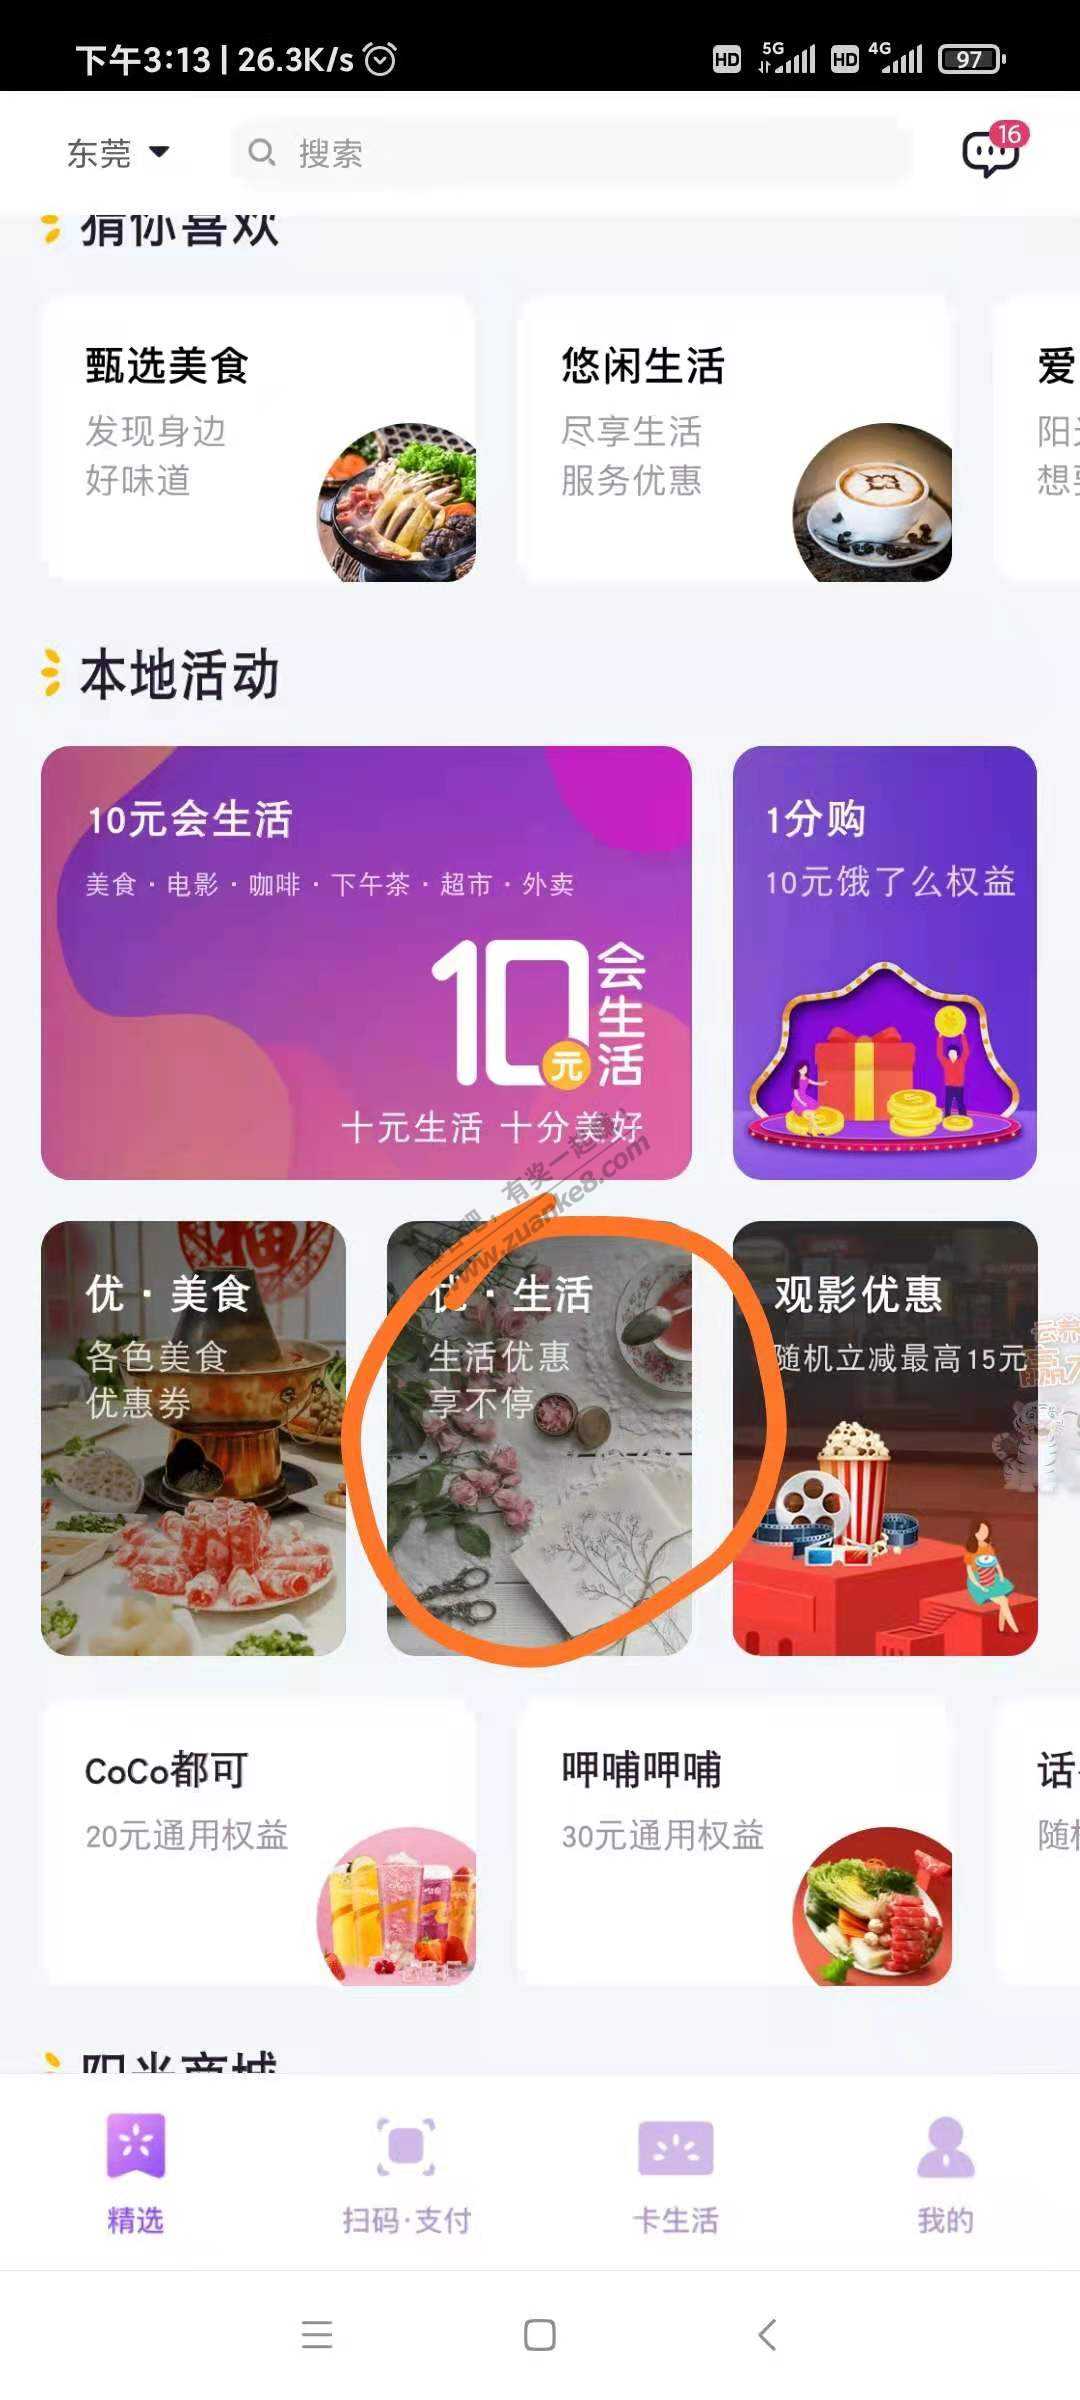 下午3:13 | 26.3K/s
HD 5G HD 4G 97
东莞
搜索
16
猜你喜欢
甄选美食
悠闲生活
爱
发现身边
好味道
尽享生活
服务优惠
阳
想
本地活动
10元会生活
美食·电影·咖啡·下午茶·超市·外卖
10元会生活
十元生活 十分美好
1分购
10元饿了么权益
有奖一起
www.zuanke8.com
优·美食
各色美食
优惠券
优·生活
生活优惠
享不停
观影优惠
随机立减最高15元
CoCo都可
20元通用权益
呷哺呷哺
30元通用权益
话
随
阳光商城
精选
扫码·支付
卡生活
我的